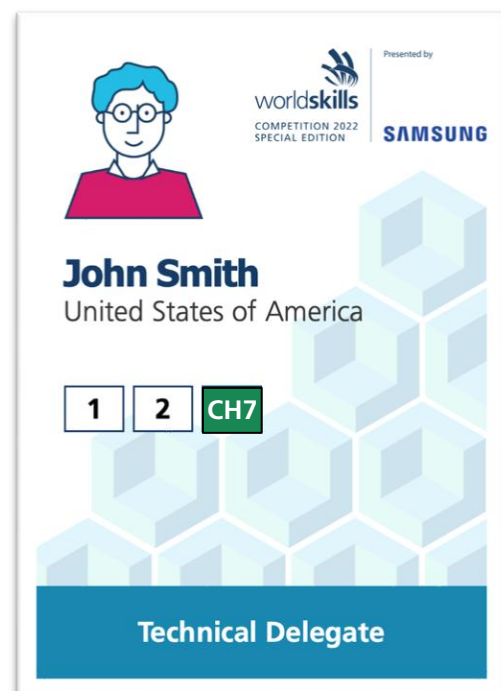 Presented by
worldskills
COMPETITION 2022
SPECIAL EDITION
SAMSUNG
John Smith
United States of America
1 2 CH7
Technical Delegate